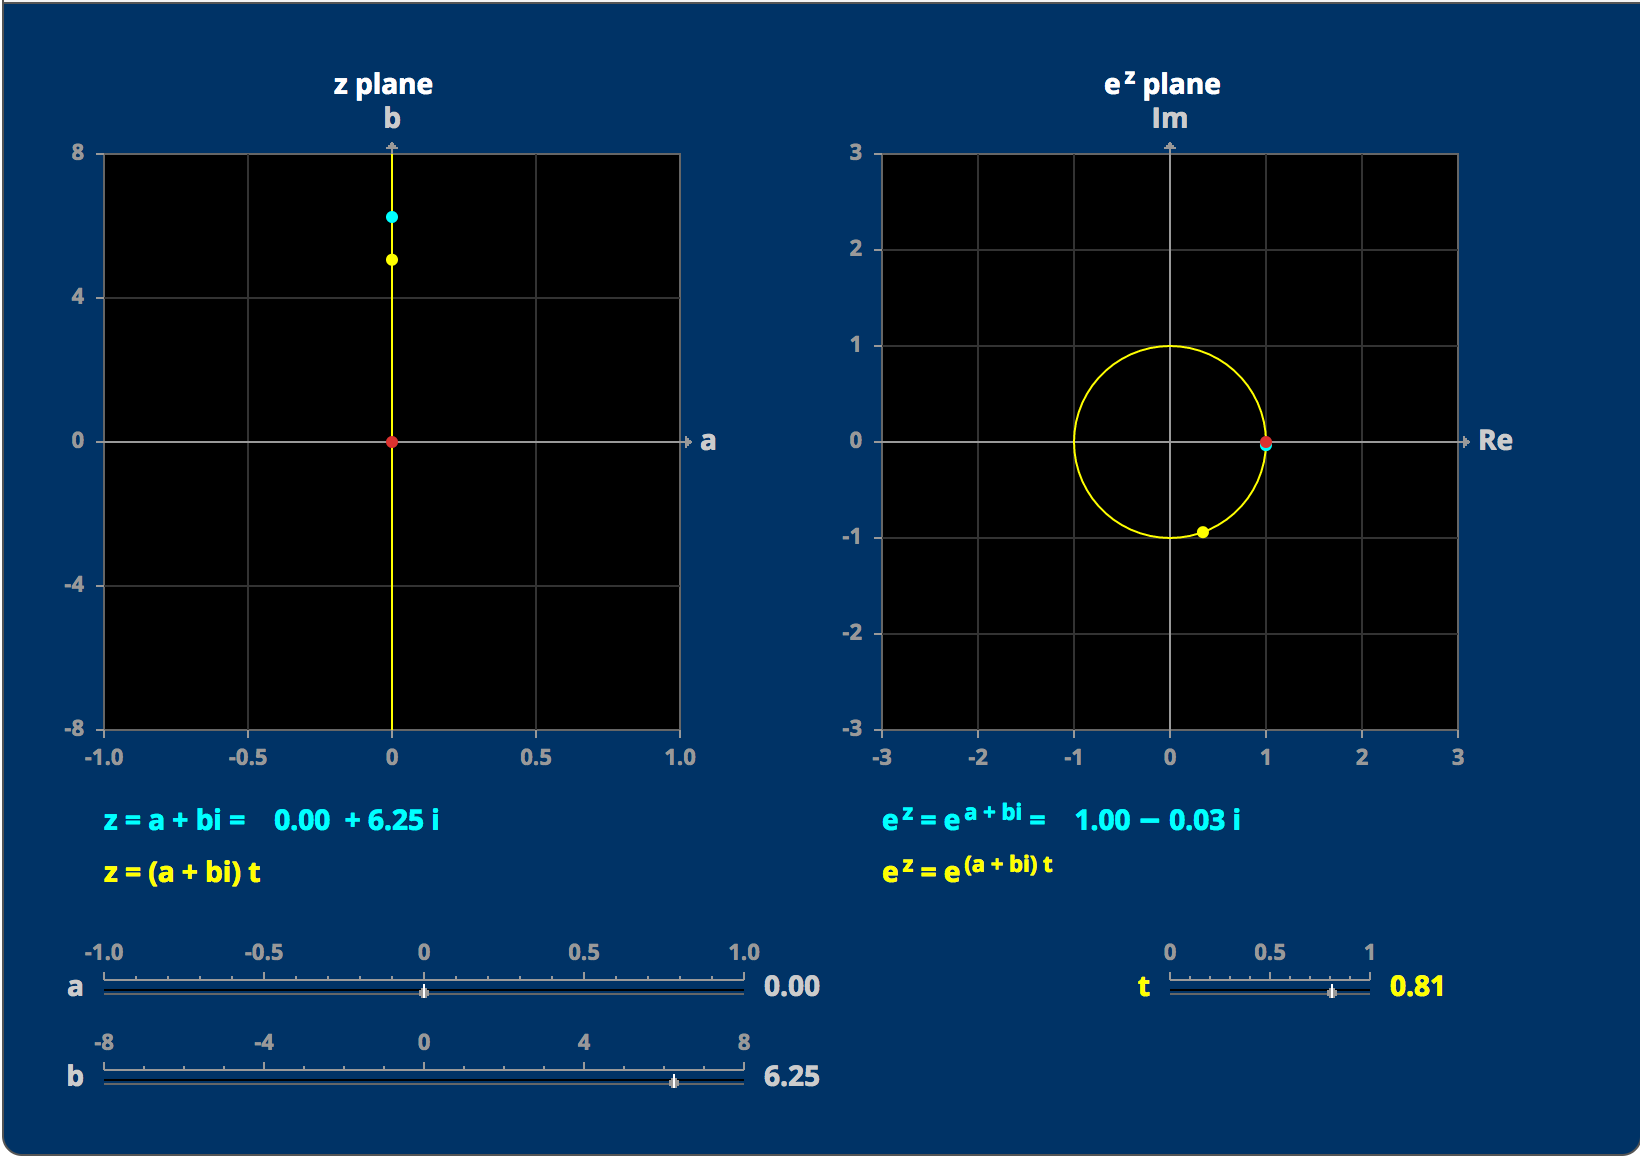 z plane
b
8
4
0
-4
-8
a
-1.0 -0.5 0 0.5 1.0
e^z plane
Im
3
2
1
0
-1
-2
-3
Re
-3 -2 -1 0 1 2 3
z = a + bi = 0.00 + 6.25 i
z = (a + bi) t
e^z = e^(a + bi) = 1.00 − 0.03 i
e^z = e^(a + bi) t
-1.0 -0.5 0 0.5 1.0
a 0.00
-8 -4 0 4 8
b 6.25
0 0.5 1
t 0.81